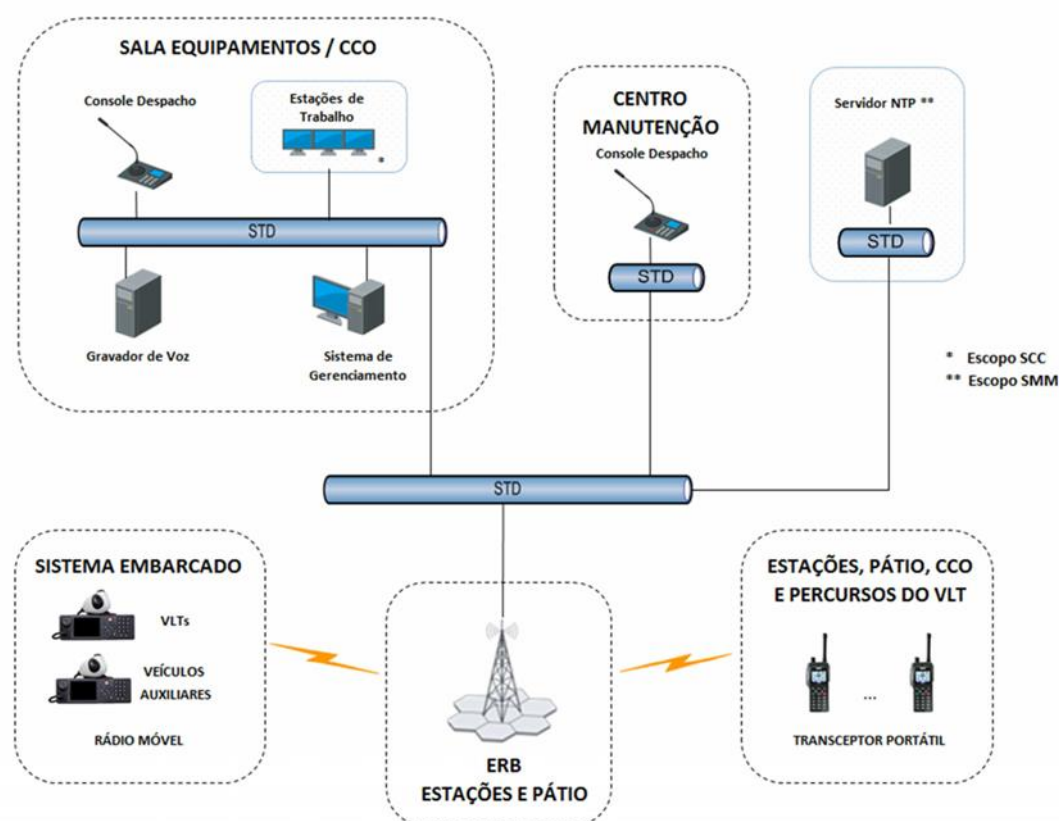 SALA EQUIPAMENTOS / CCO
Console Despacho
Estações de
Trabalho
*
STD
Gravador de Voz
Sistema de
Gerenciamento
CENTRO
MANUTENÇÃO
Console Despacho
STD
Servidor NTP **
STD
* Escopo SCC
** Escopo SMM
STD
SISTEMA EMBARCADO
VLTs
VEÍCULOS
AUXILIARES
RÁDIO MÓVEL
ERB
ESTAÇÕES E PÁTIO
ESTAÇÕES, PÁTIO, CCO
E PERCURSOS DO VLT
...
TRANSCEPTOR PORTÁTIL